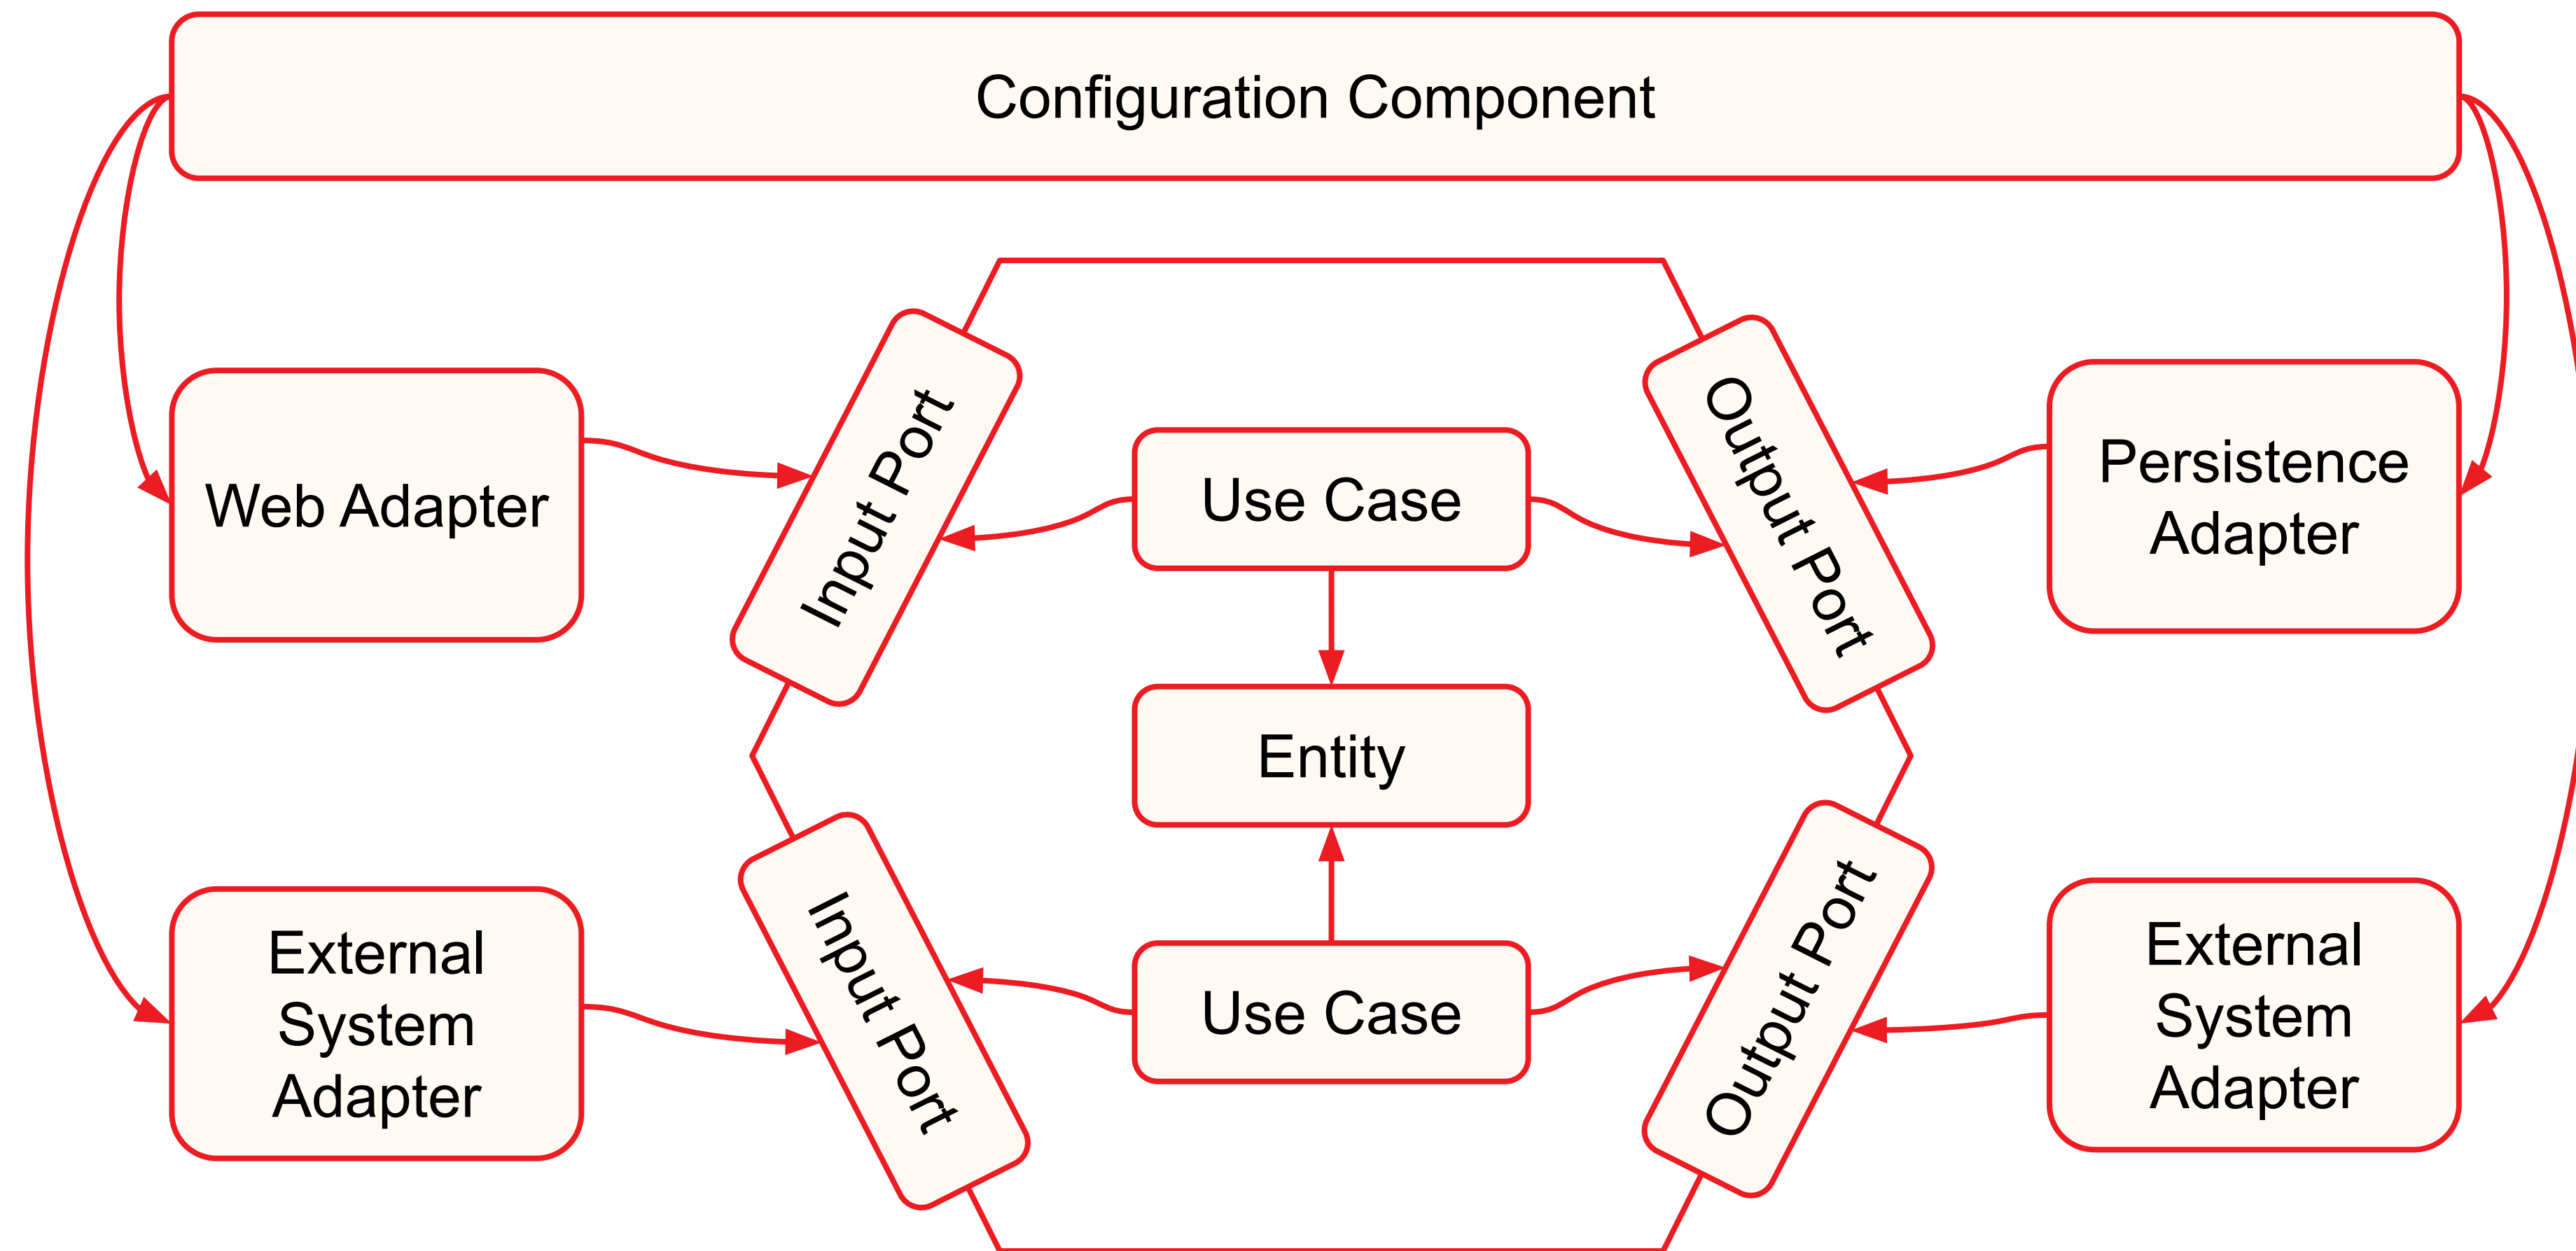 Configuration Component
Web Adapter
Input Port
Use Case
Output Port
Persistence
Adapter
Entity
External
System
Adapter
Input Port
Use Case
Output Port
External
System
Adapter